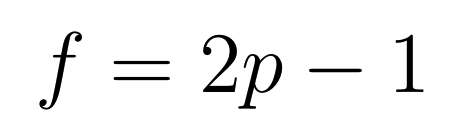 f = 2p − 1